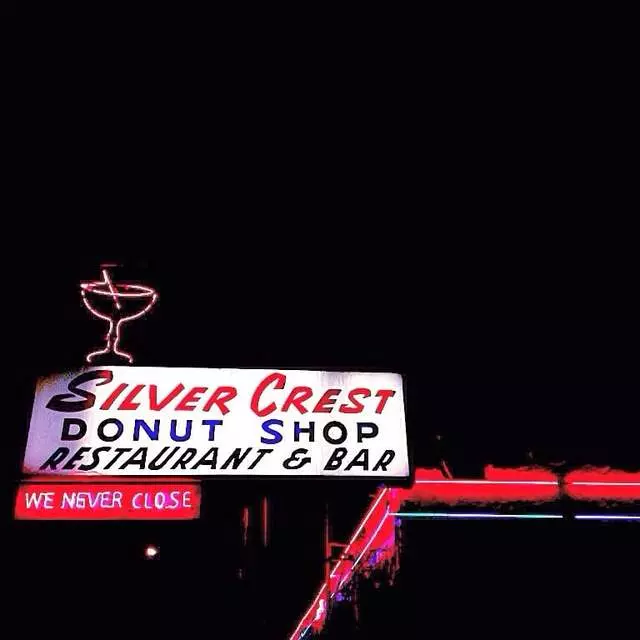 SILVER CREST
DONUT SHOP
RESTAURANT & BAR
WE NEVER CLOSE